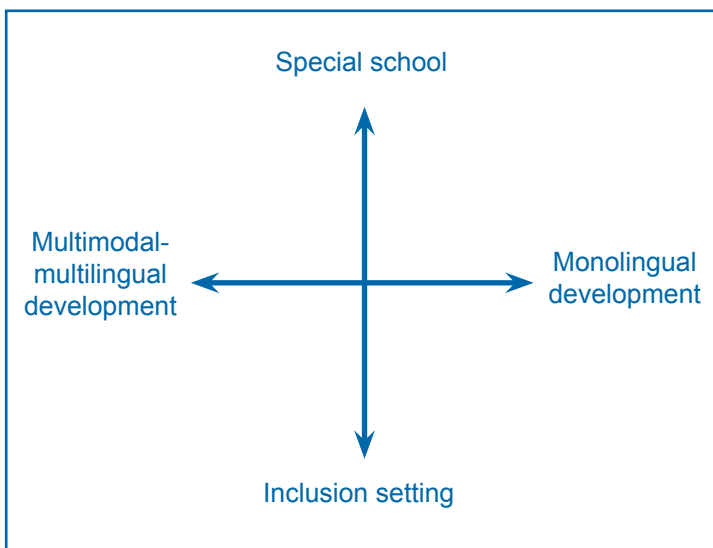 Special school
Multimodal-
multilingual
development
Monolingual
development
Inclusion setting